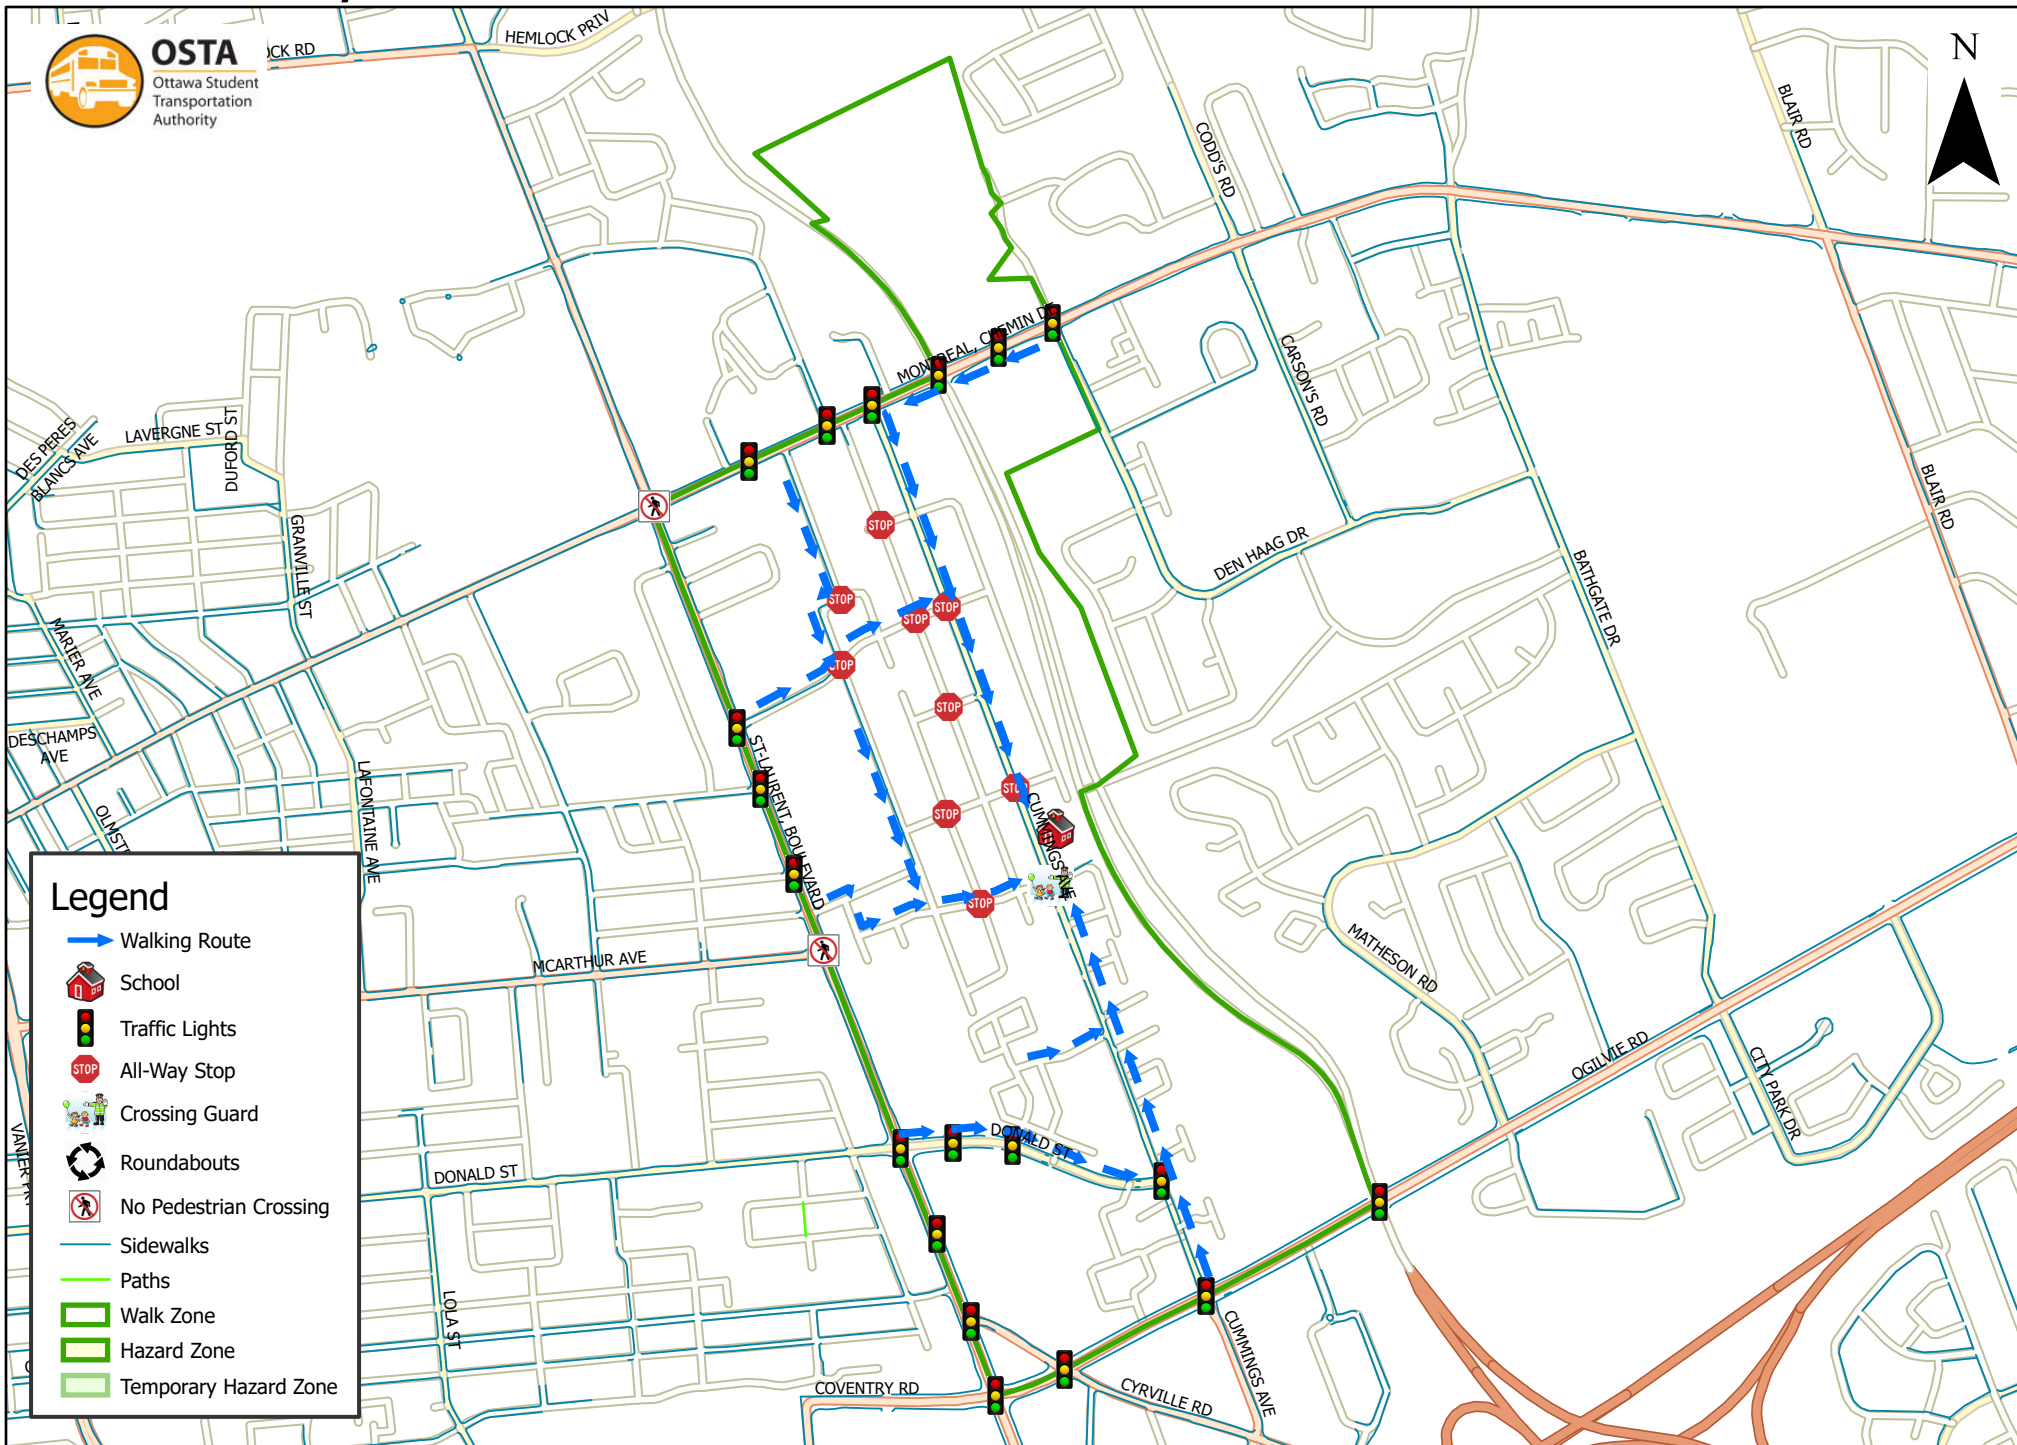 OSTA
Ottawa Student
Transportation
Authority
OCK RD
HEMLOCK PRIV
N
CODD'S RD
BLAIR RD
MONTREAL, CHEMIN DE
CARSON'S RD
LAVERGNE ST
DUFORD ST
DES PERES
BLANCS AVE
GRANVILLE ST
MARIER AVE
DEN HAAG DR
BATHGATE DR
BLAIR RD
STOP
STOP
STOP
STOP
STOP
STOP
STOP
STOP
STOP
DESCHAMPS
AVE
LAFONTAINE AVE
ST-LAURENT, BOULEVARD
CUMMINGS AVE
STOP
MCARTHUR AVE
MATHESON RD
OGILVIE RD
CITY PARK DR
DONALD ST
DONALD ST
LOLA ST
COVENTRY RD
CYRVILLE RD
CUMMINGS AVE
Legend
Walking Route
School
Traffic Lights
STOP All-Way Stop
Crossing Guard
Roundabouts
No Pedestrian Crossing
Sidewalks
Paths
Walk Zone
Hazard Zone
Temporary Hazard Zone